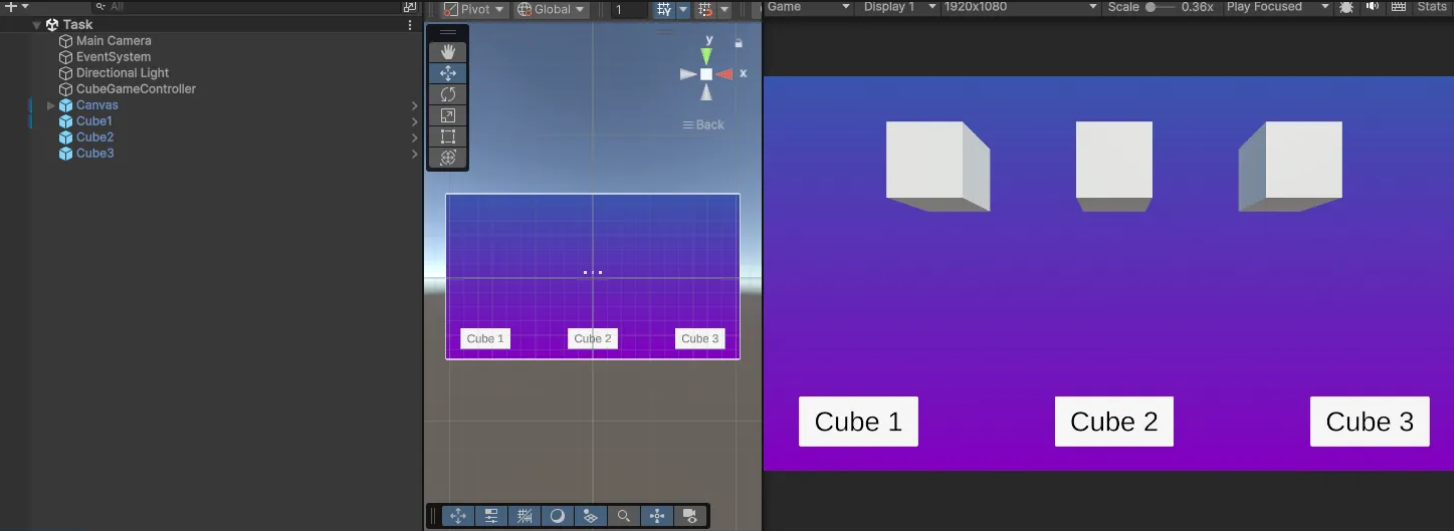 All
Task
Main Camera
EventSystem
Directional Light
CubeGameController
Canvas
Cube1
Cube2
Cube3
Pivot
Global
1
y
x
Back
Cube 1
Cube 2
Cube 3
Game
Display 1
1920x1080
Scale
0.36x
Play Focused
Stats
Cube 1
Cube 2
Cube 3